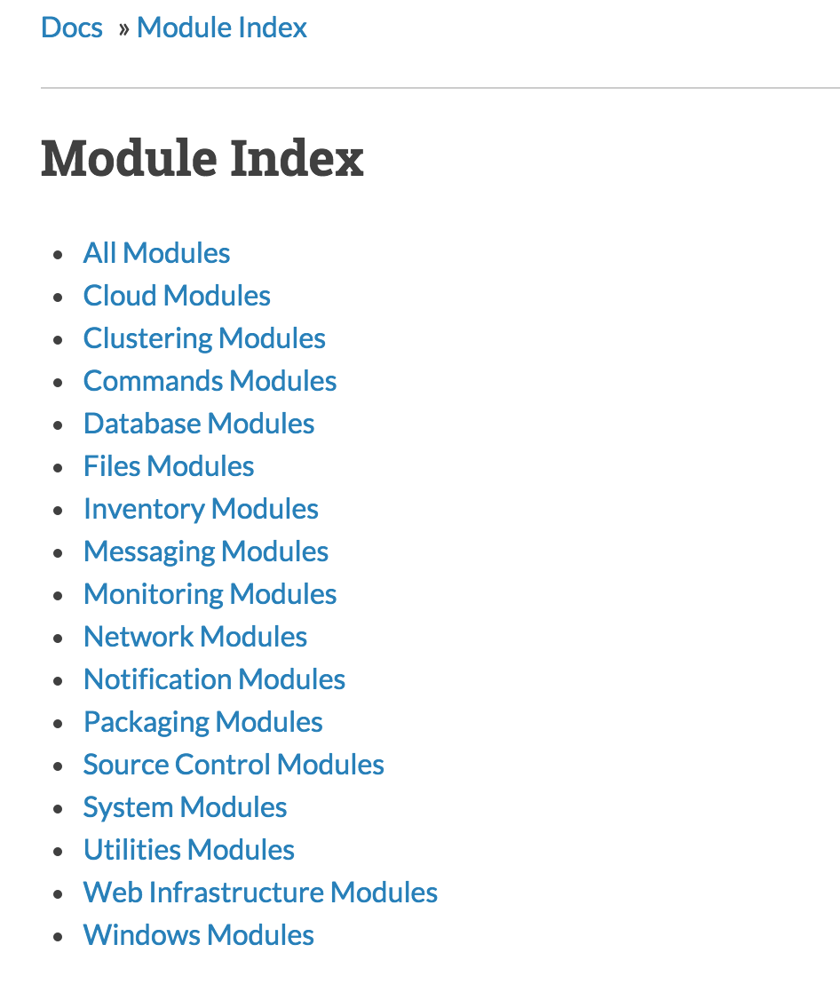 Docs » Module Index
Module Index
All Modules
Cloud Modules
Clustering Modules
Commands Modules
Database Modules
Files Modules
Inventory Modules
Messaging Modules
Monitoring Modules
Network Modules
Notification Modules
Packaging Modules
Source Control Modules
System Modules
Utilities Modules
Web Infrastructure Modules
Windows Modules